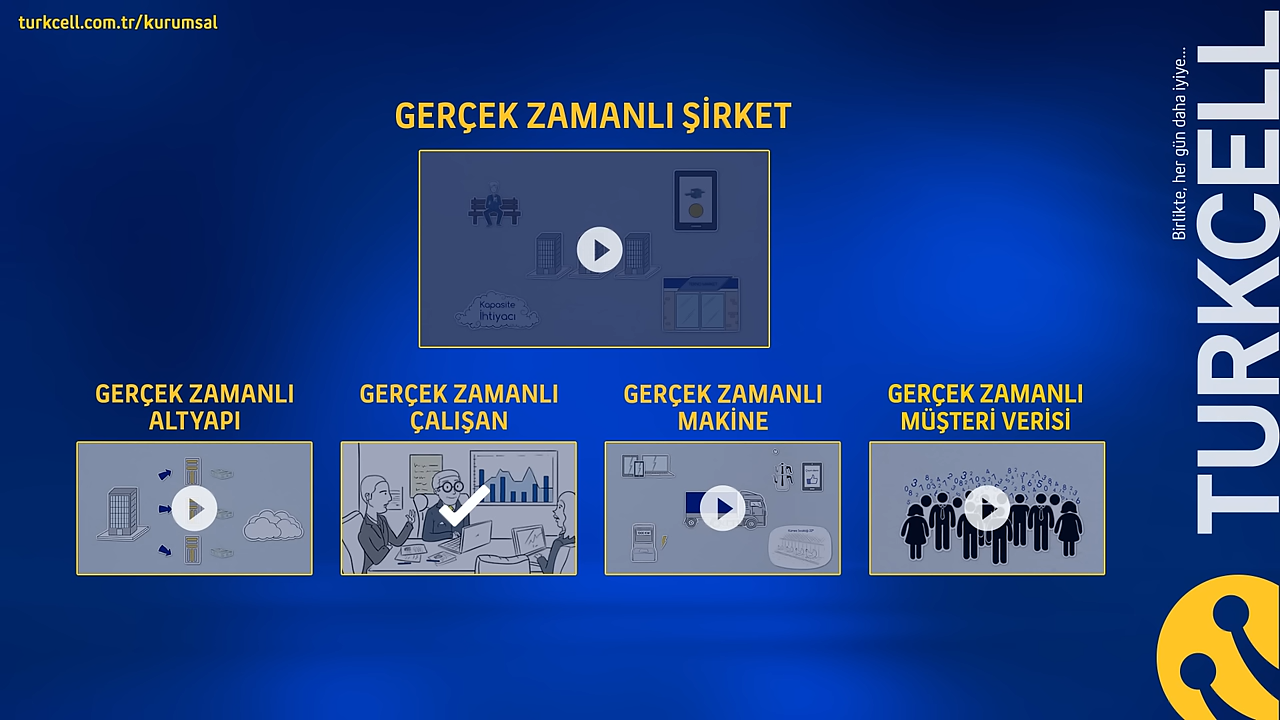 turkcell.com.tr/kurumsal
GERÇEK ZAMANLI ŞİRKET
Kapasite
İhtiyacı
GERÇEK ZAMANLI
ALTYAPI
GERÇEK ZAMANLI
ÇALIŞAN
GERÇEK ZAMANLI
MAKİNE
GERÇEK ZAMANLI
MÜŞTERİ VERİSİ
Birlikte, her gün daha iyiye...
TURKCELL